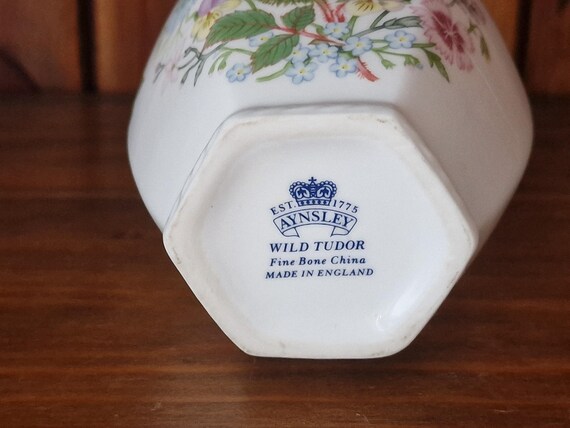 EST. 1775
AYNSLEY
WILD TUDOR
Fine Bone China
MADE IN ENGLAND